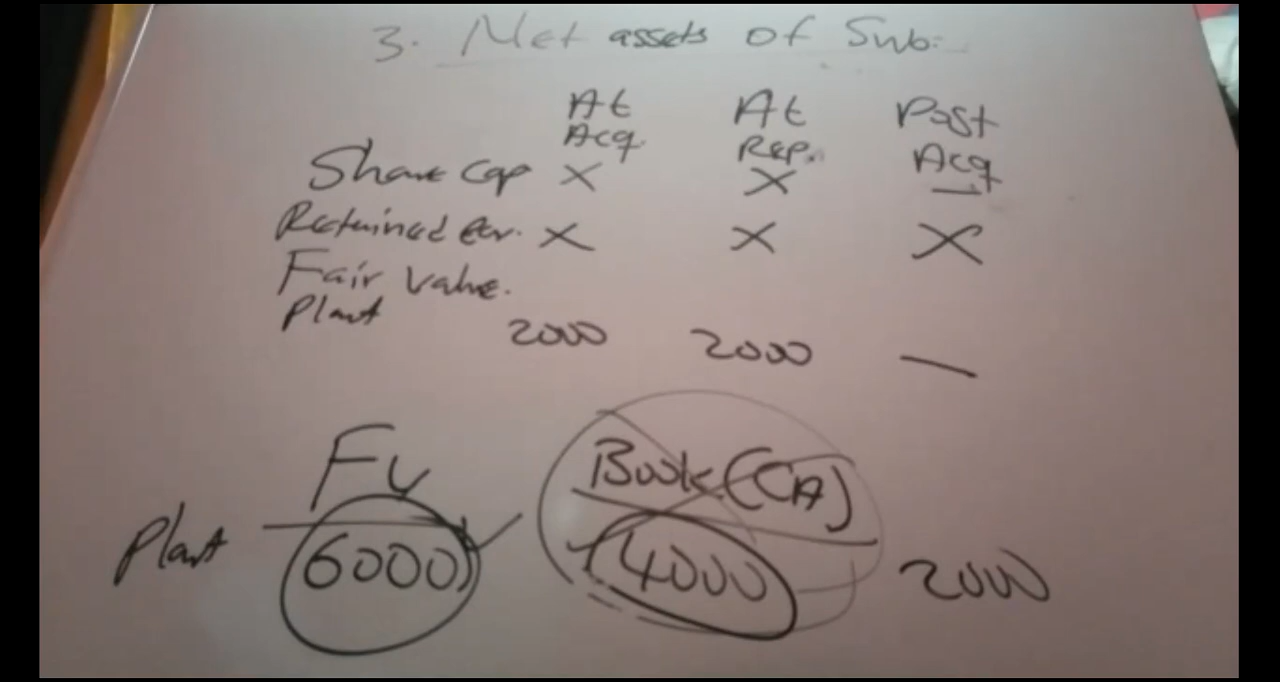 3. Net assets of Sub:
At Acq. At Rep. Post Acq
Share Cap X X —
Retained ear. X X X
Fair Value.
Plant 2000 2000 —
FV Book (CA)
Plant 6000 4000 2000